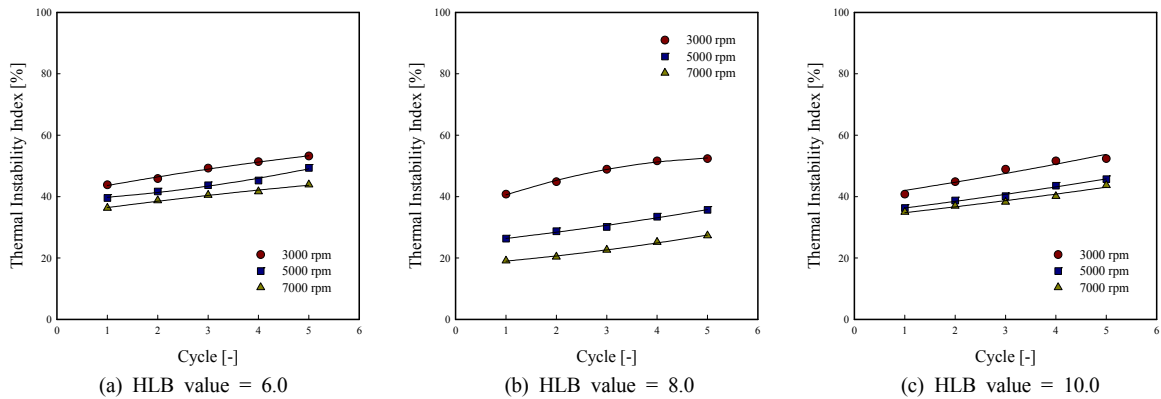 Thermal Instability Index [%]
100
80
60
40
20
0
0 1 2 3 4 5 6
Cycle [-]
3000 rpm
5000 rpm
7000 rpm
(a) HLB value = 6.0
Thermal Instability Index [%]
100
80
60
40
20
0
0 1 2 3 4 5 6
Cycle [-]
3000 rpm
5000 rpm
7000 rpm
(b) HLB value = 8.0
Thermal Instability Index [%]
100
80
60
40
20
0
0 1 2 3 4 5 6
Cycle [-]
3000 rpm
5000 rpm
7000 rpm
(c) HLB value = 10.0